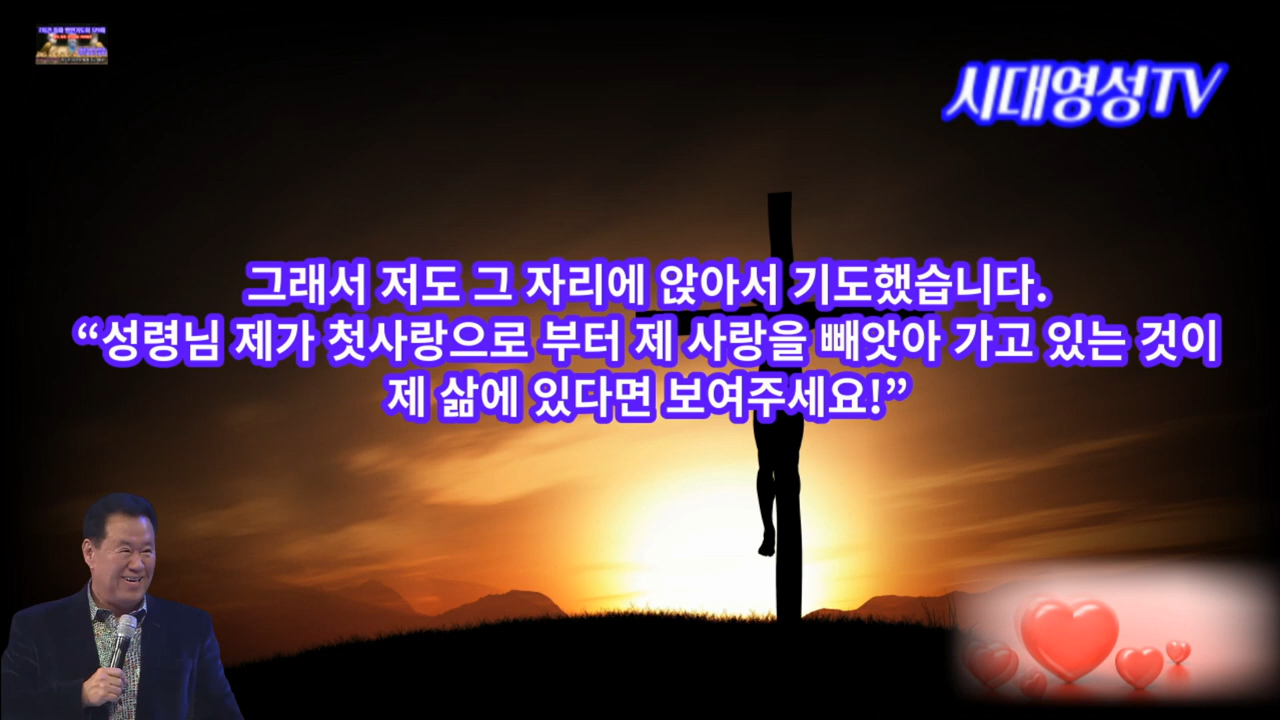 시대영성TV
그래서 저도 그 자리에 앉아서 기도했습니다.
“성령님 제가 첫사랑으로 부터 제 사랑을 빼앗아 가고 있는 것이
제 삶에 있다면 보여주세요!”